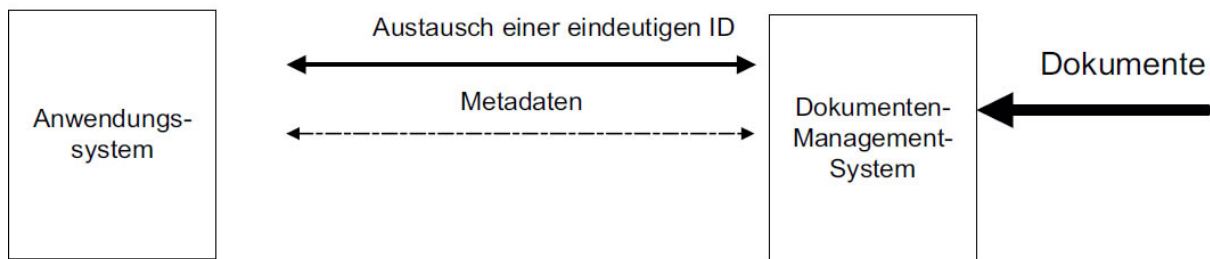 Austausch einer eindeutigen ID
Metadaten
Anwendungs-
system
Dokumenten-
Management-
System
Dokumente